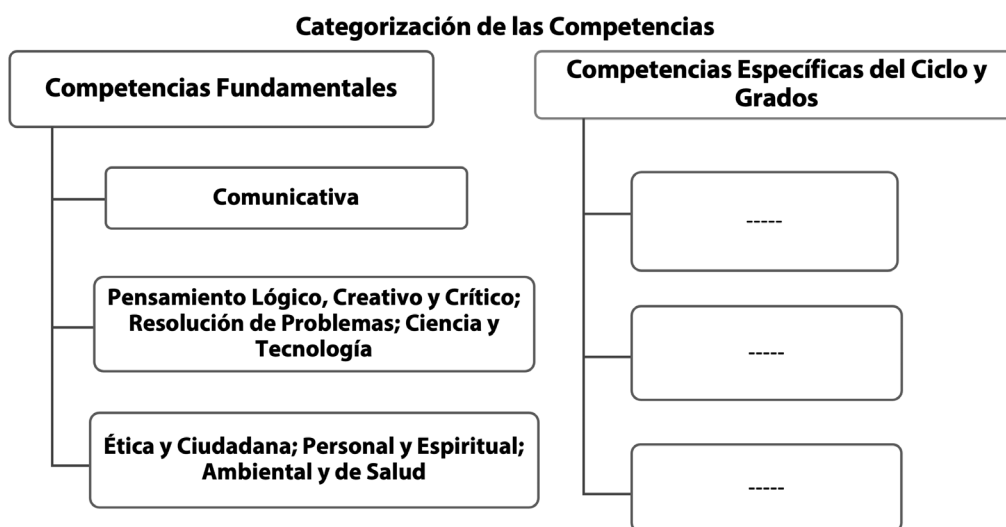 Categorización de las Competencias
Competencias Fundamentales
Comunicativa
Pensamiento Lógico, Creativo y Crítico;
Resolución de Problemas; Ciencia y
Tecnología
Ética y Ciudadana; Personal y Espiritual;
Ambiental y de Salud
Competencias Específicas del Ciclo y
Grados
-----
-----
-----